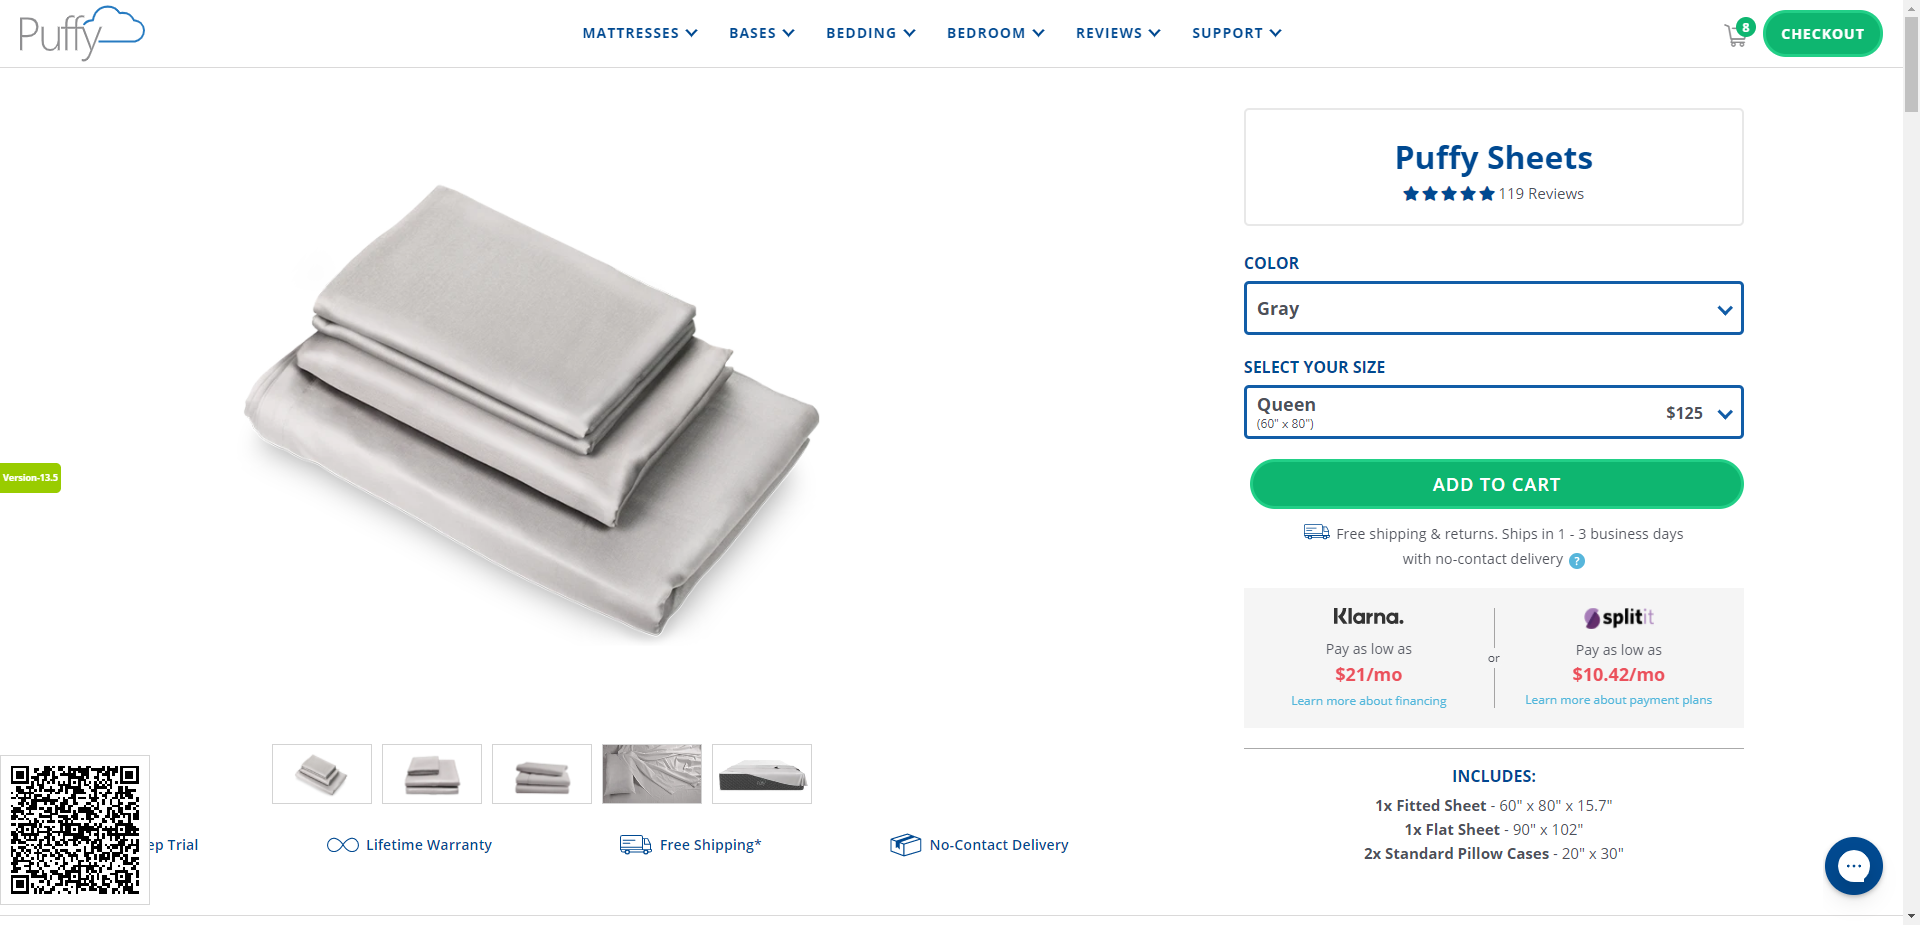 Puffy
MATTRESSES
BASES
BEDDING
BEDROOM
REVIEWS
SUPPORT
8
CHECKOUT
Puffy Sheets
119 Reviews
COLOR
Gray
SELECT YOUR SIZE
Queen
(60" x 80")
$125
ADD TO CART
Free shipping & returns. Ships in 1 - 3 business days
with no-contact delivery ?
Klarna.
Pay as low as
$21/mo
Learn more about financing
or
splitit
Pay as low as
$10.42/mo
Learn more about payment plans
INCLUDES:
1x Fitted Sheet - 60" x 80" x 15.7"
1x Flat Sheet - 90" x 102"
2x Standard Pillow Cases - 20" x 30"
Version-13.5
ep Trial
Lifetime Warranty
Free Shipping*
No-Contact Delivery